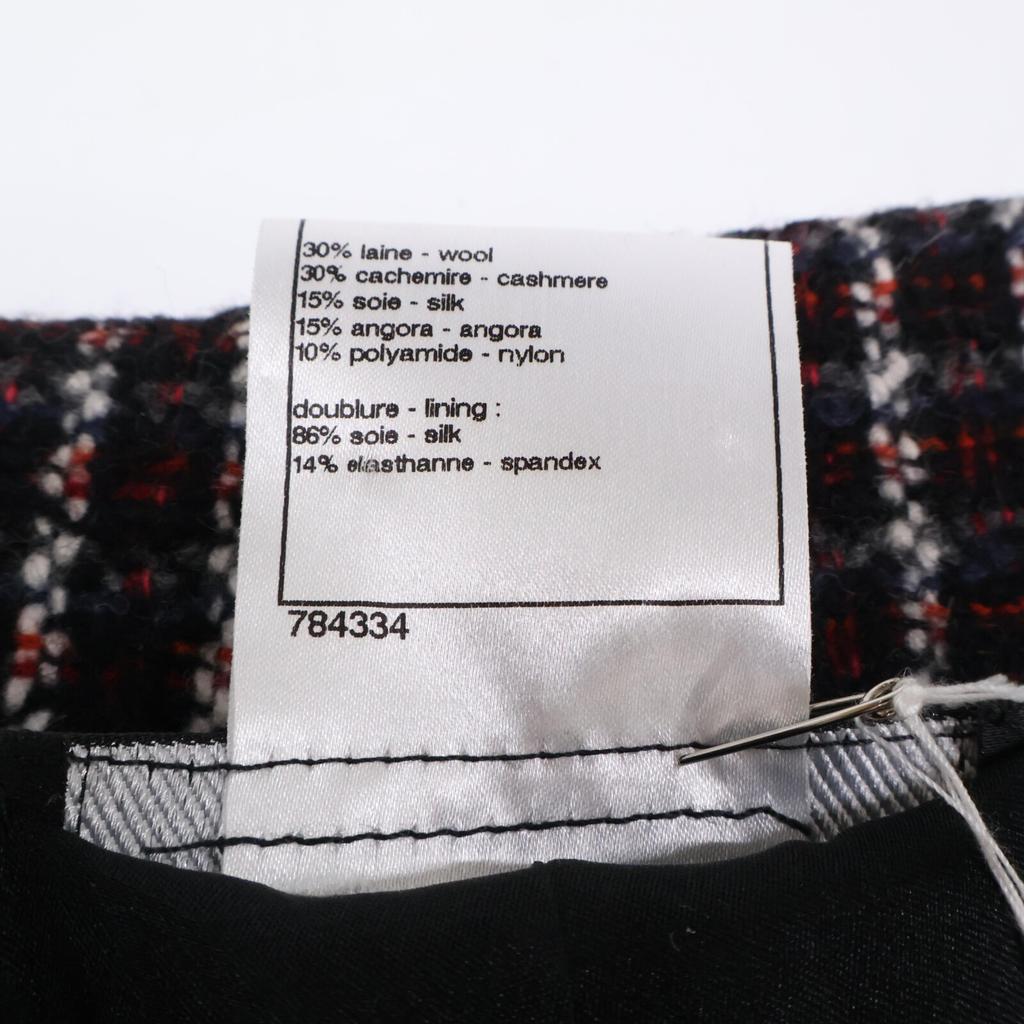 30% laine - wool
30% cachemire - cashmere
15% soie - silk
15% angora - angora
10% polyamide - nylon
doublure - lining :
86% soie - silk
14% elasthanne - spandex
784334